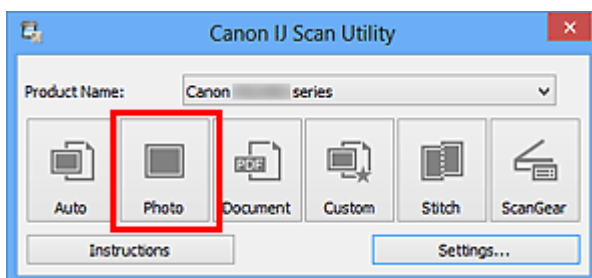 Canon IJ Scan Utility
Product Name: Canon series
PDF
Auto Photo Document Custom Stitch ScanGear
Instructions Settings...